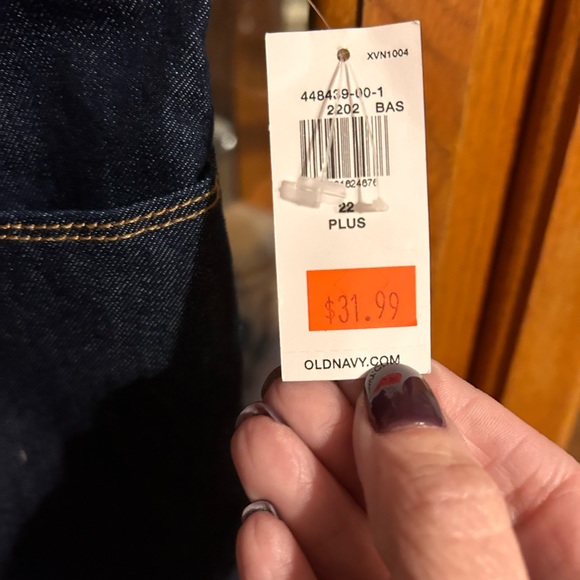 XVN1004
448439-00-1
2202 BAS
22
PLUS
$31.99
OLDNAVY.COM